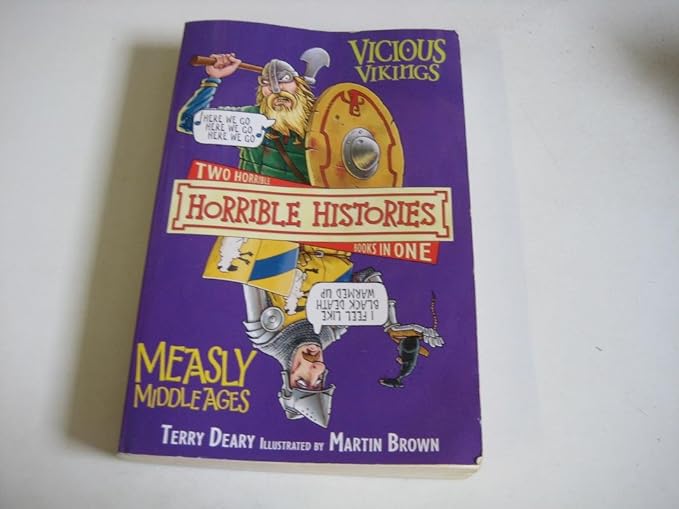 VICIOUS
VIKINGS
HERE WE GO
HERE WE GO
HERE WE GO
TWO HORRIBLE
HORRIBLE HISTORIES
BOOKS IN ONE
I FEEL LIKE
BLACK DEATH
WARMED UP
MEASLY
MIDDLE AGES
TERRY DEARY ILLUSTRATED BY MARTIN BROWN